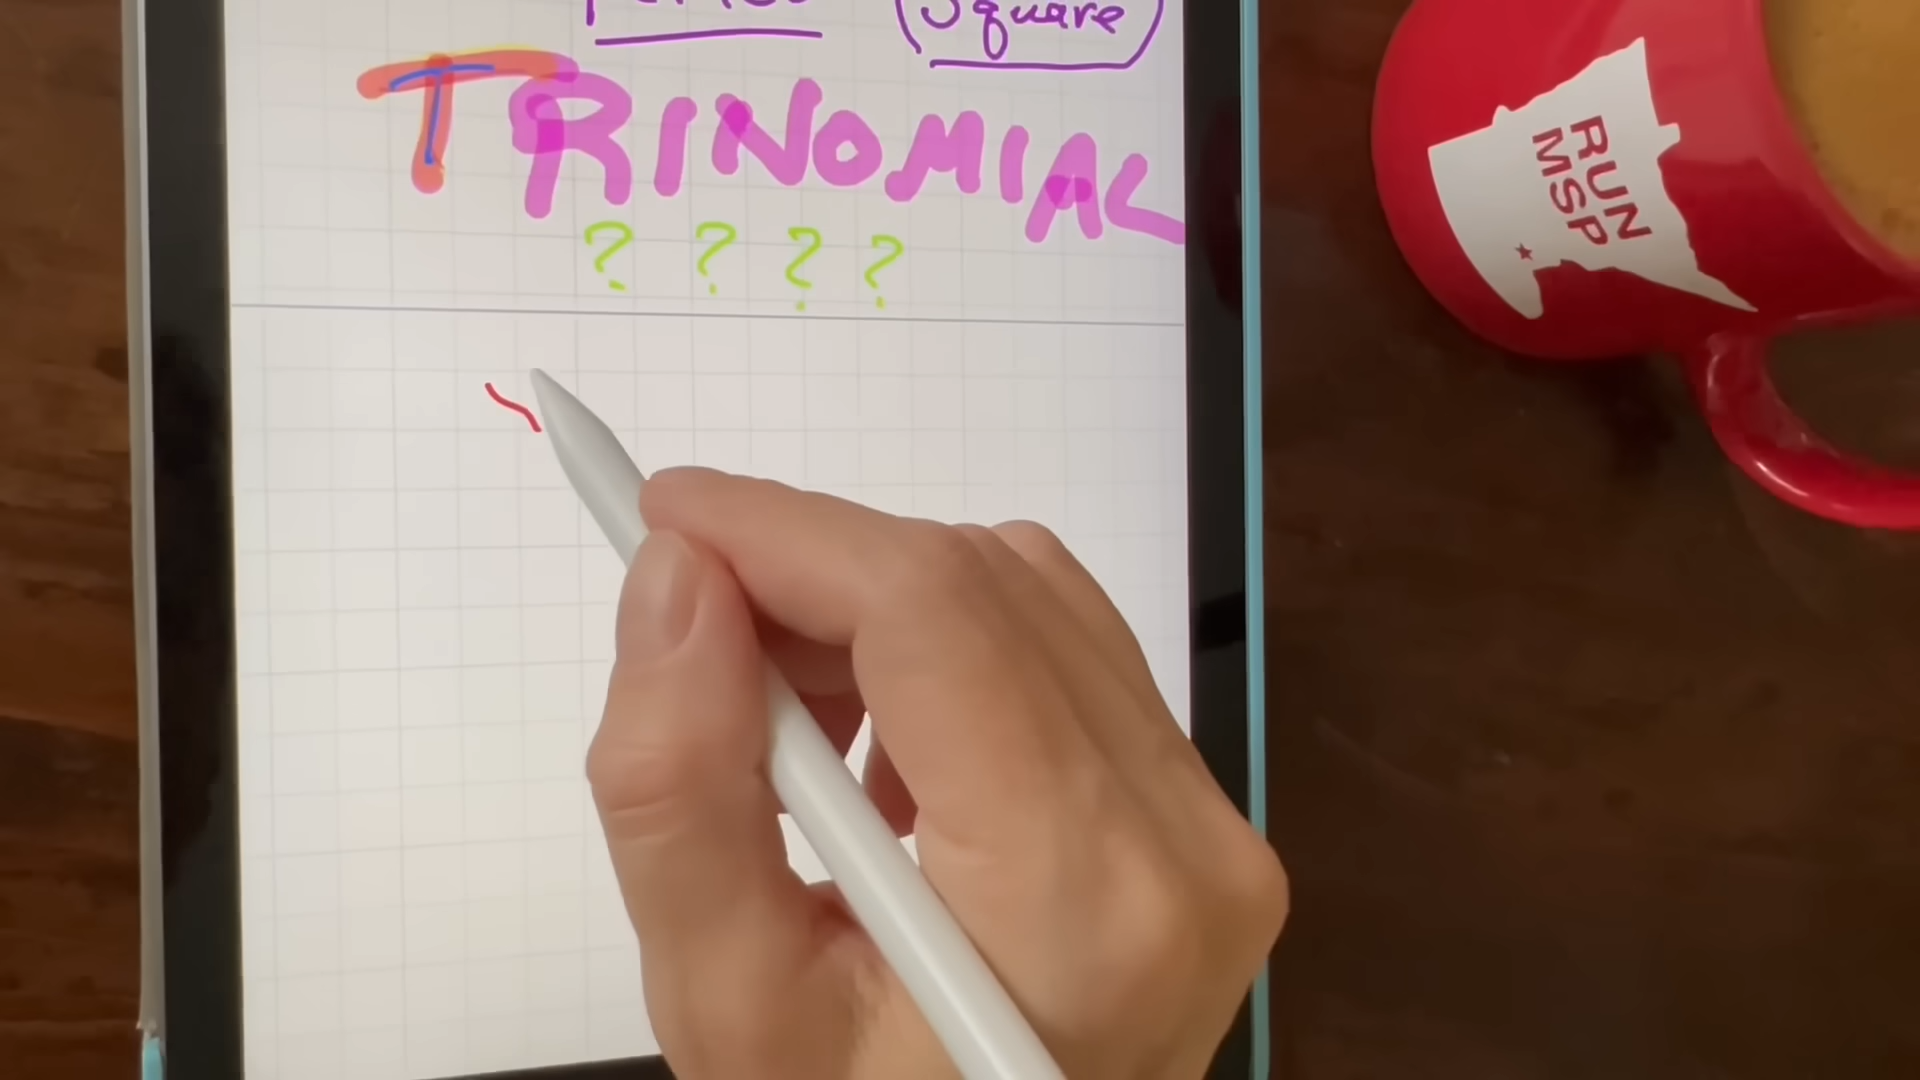 (Square)
TRINOMIAL
? ? ? ?
RUN
MSP